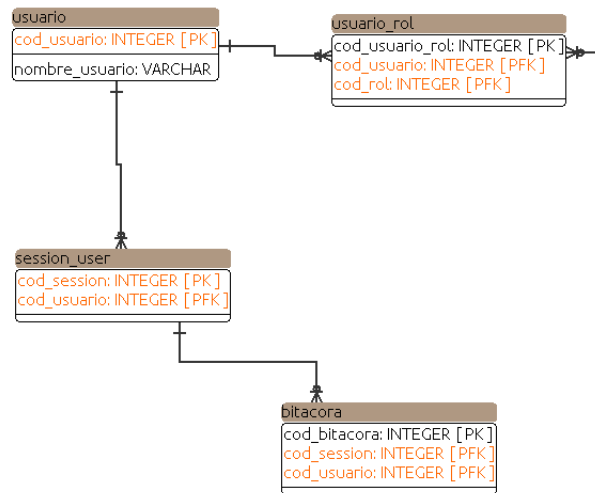 usuario
cod_usuario: INTEGER [PK]
nombre_usuario: VARCHAR
usuario_rol
cod_usuario_rol: INTEGER [PK]
cod_usuario: INTEGER [PFK]
cod_rol: INTEGER [PFK]
session_user
cod_session: INTEGER [PK]
cod_usuario: INTEGER [PFK]
bitacora
cod_bitacora: INTEGER [PK]
cod_session: INTEGER [PFK]
cod_usuario: INTEGER [PFK]